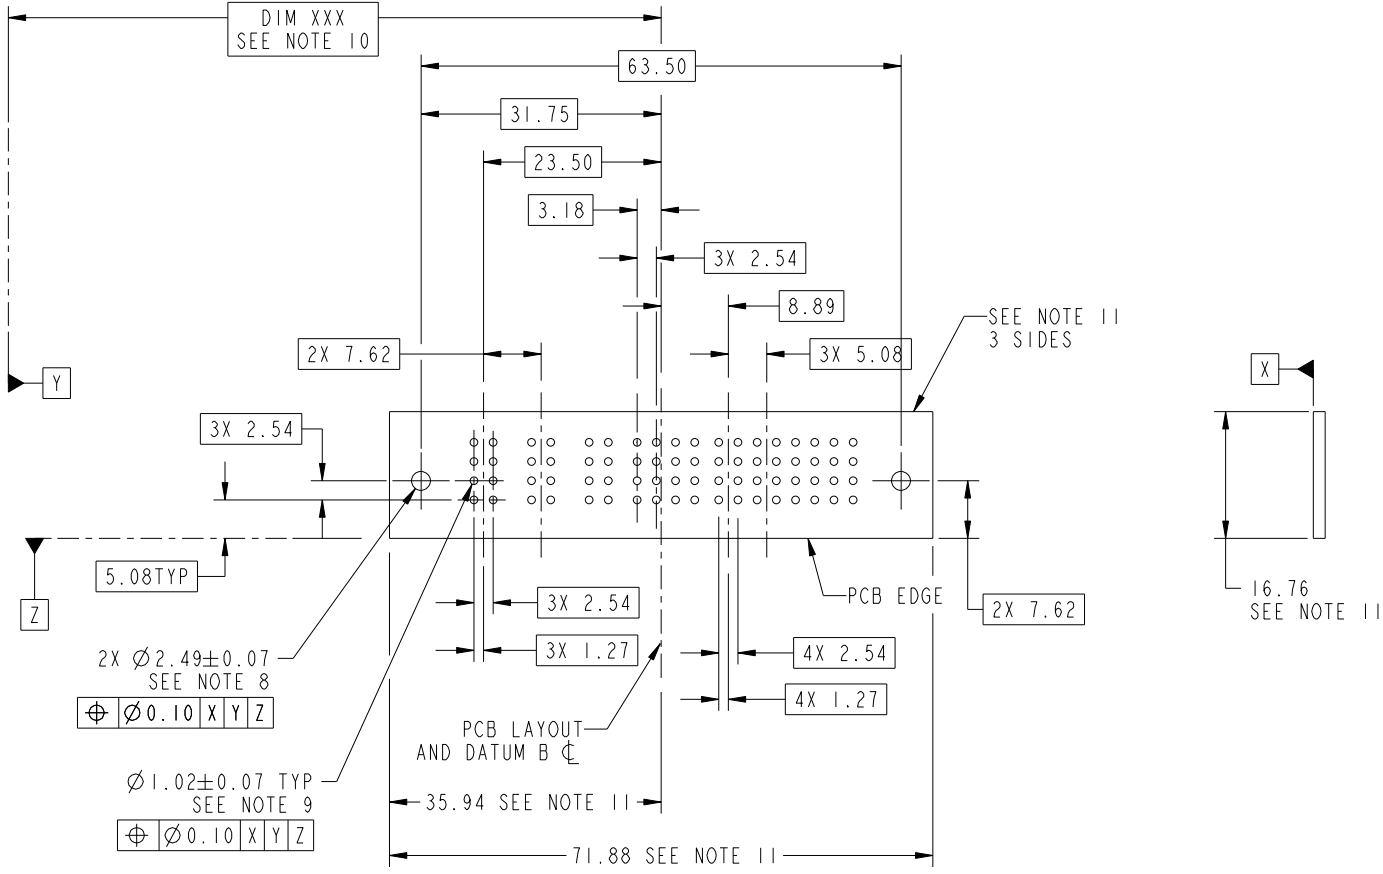 DIM XXX
SEE NOTE 10
63.50
31.75
23.50
3.18
3X 2.54
8.89
SEE NOTE 11
3 SIDES
2X 7.62
3X 5.08
Y
X
3X 2.54
5.08TYP
Z
3X 2.54
PCB EDGE
2X 7.62
16.76
SEE NOTE 11
3X 1.27
4X 2.54
2X Ø2.49±0.07
SEE NOTE 8
⌖ Ø0.10 X Y Z
4X 1.27
PCB LAYOUT
AND DATUM B ℄
Ø1.02±0.07 TYP
SEE NOTE 9
⌖ Ø0.10 X Y Z
35.94 SEE NOTE 11
71.88 SEE NOTE 11